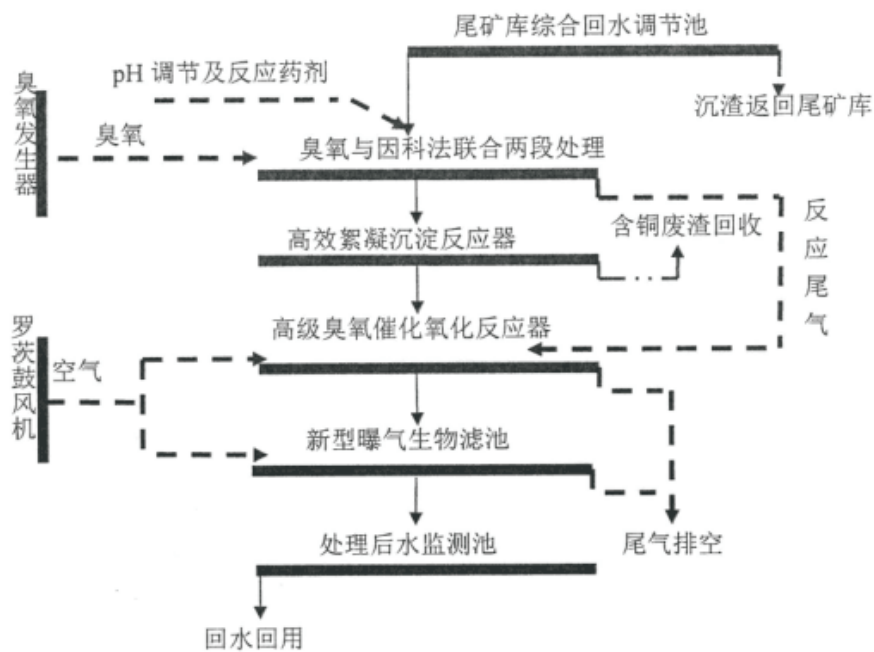 尾矿库综合回水调节池
pH 调节及反应药剂
沉渣返回尾矿库
臭氧发生器
臭氧
臭氧与因科法联合两段处理
反应尾气
含铜废渣回收
高效絮凝沉淀反应器
高级臭氧催化氧化反应器
罗茨鼓风机
空气
新型曝气生物滤池
处理后水监测池
尾气排空
回水回用